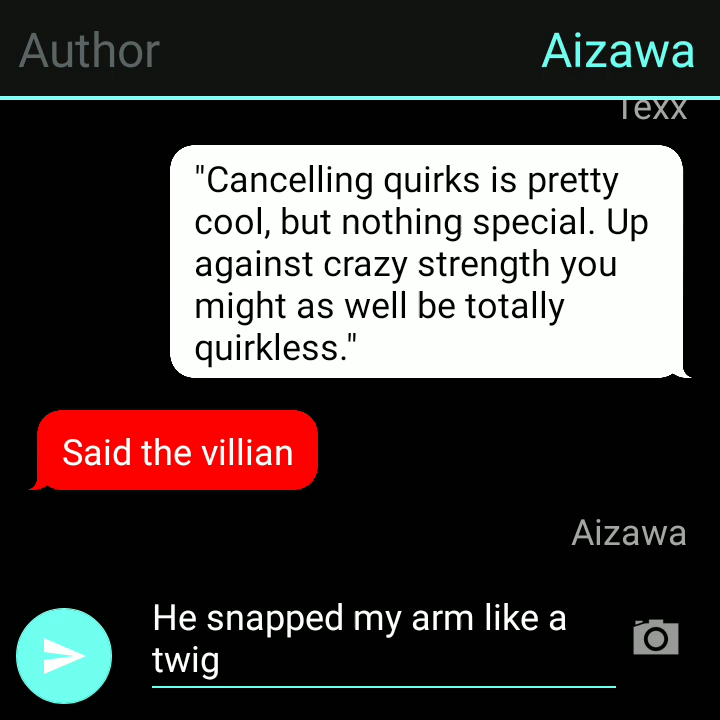 Author
Aizawa
Texx
"Cancelling quirks is pretty
cool, but nothing special. Up
against crazy strength you
might as well be totally
quirkless."
Said the villian
Aizawa
He snapped my arm like a
twig